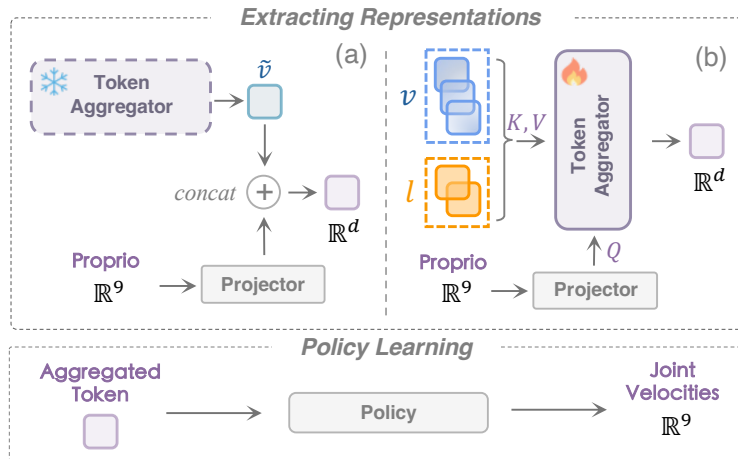 Extracting Representations
(a)
Token
Aggregator
ṽ
concat
+
ℝ^d
Proprio
ℝ^9
Projector
(b)
v
l
K, V
Token
Aggregator
ℝ^d
Q
Proprio
ℝ^9
Projector
Policy Learning
Aggregated
Token
Policy
Joint
Velocities
ℝ^9